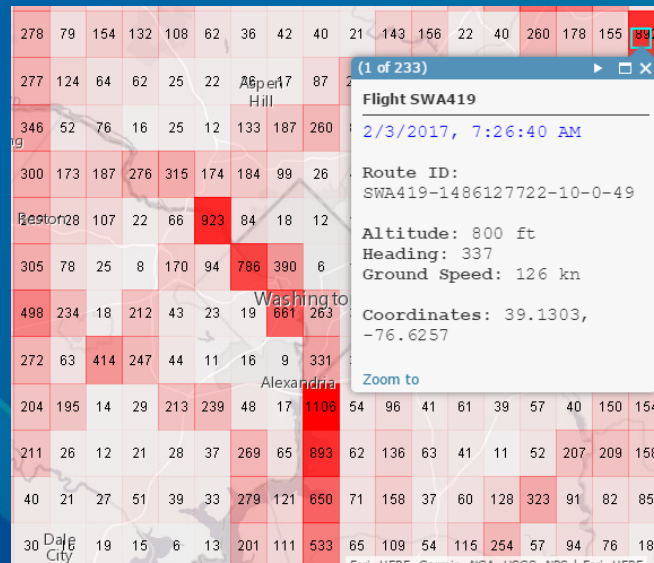 278 79 154 132 108 62 36 42 40 21 143 156 22 40 260 178 155
277 124 64 62 25 22 17 87
Aspen
Hill
346 52 76 16 25 12 133 187 260
300 173 187 276 315 174 184 99 26
Reston 28 107 22 66 923 84 18 12
305 78 25 8 170 94 786 390 6
Washingto
498 234 18 212 43 23 19 661 263
272 63 414 247 44 11 16 9 331
Alexandria
204 195 14 29 213 239 48 17 1106 54 96 41 61 39 57 40 150 154
211 26 12 21 28 37 269 65 893 62 136 63 41 11 52 207 209 158
40 21 27 51 39 33 279 121 650 71 158 37 60 128 323 91 82 85
30 16 19 15 6 13 201 111 533 65 109 54 115 254 57 94 76 18
Dale
City
(1 of 233)
Flight SWA419
2/3/2017, 7:26:40 AM
Route ID:
SWA419-1486127722-10-0-49
Altitude: 800 ft
Heading: 337
Ground Speed: 126 kn
Coordinates: 39.1303,
-76.6257
Zoom to